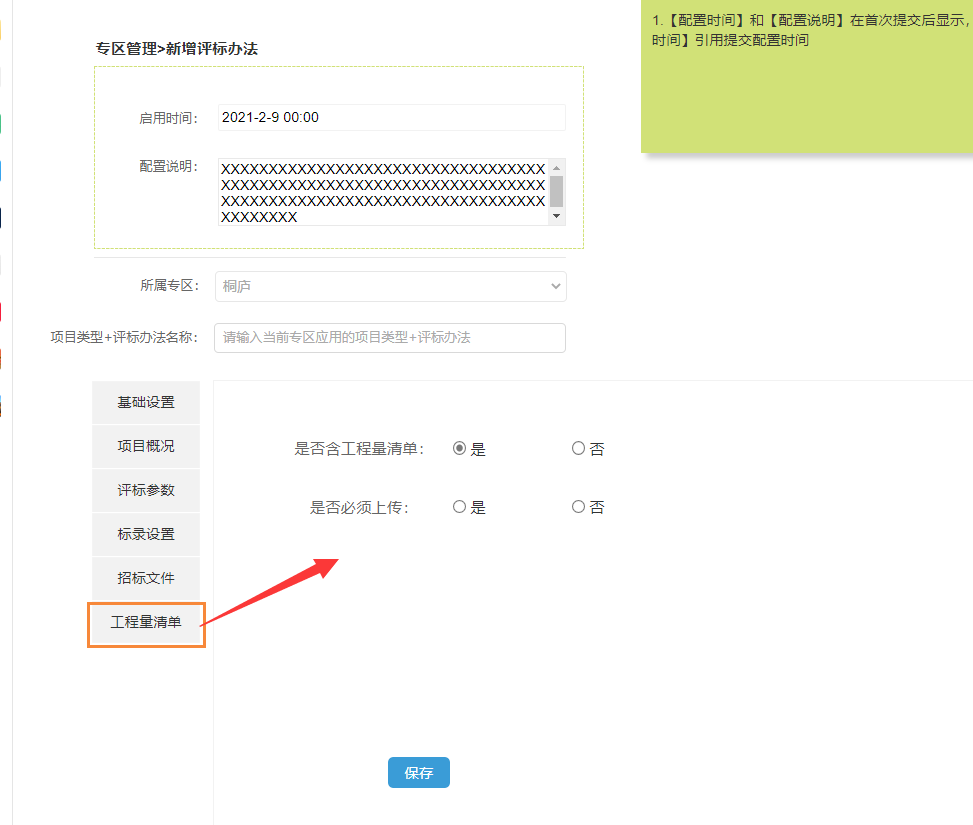 1.【配置时间】和【配置说明】在首次提交后显示，
时间】引用提交配置时间
专区管理>新增评标办法
启用时间：
2021-2-9 00:00
配置说明：
XXXXXXXXXXXXXXXXXXXXXXXXXXXXXXXXXX
XXXXXXXXXXXXXXXXXXXXXXXXXXXXXXXXXX
XXXXXXXXXXXXXXXXXXXXXXXXXXXXXXXXXX
XXXXXXXX
所属专区：
桐庐
项目类型+评标办法名称：
请输入当前专区应用的项目类型+评标办法
基础设置
项目概况
评标参数
标录设置
招标文件
工程量清单
是否含工程量清单：
是
否
是否必须上传：
是
否
保存